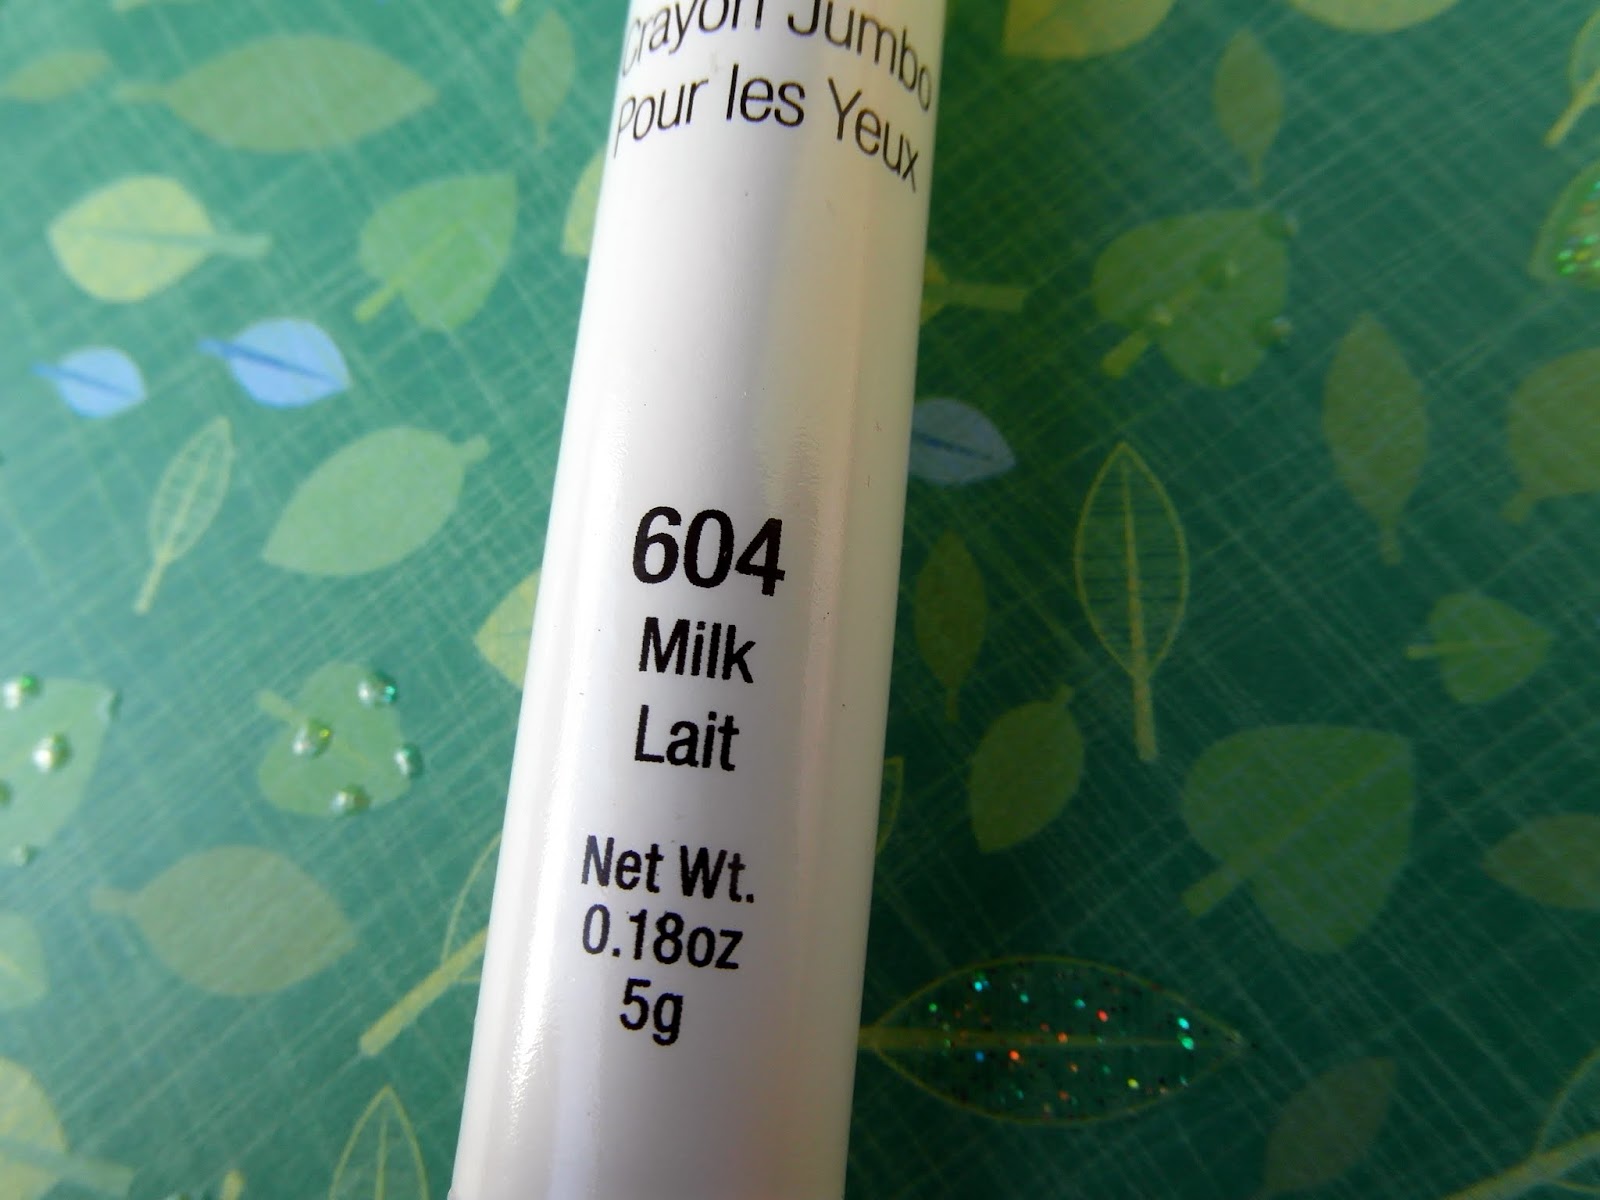 Crayon Jumbo
Pour les Yeux
604
Milk
Lait
Net Wt.
0.18oz
5g